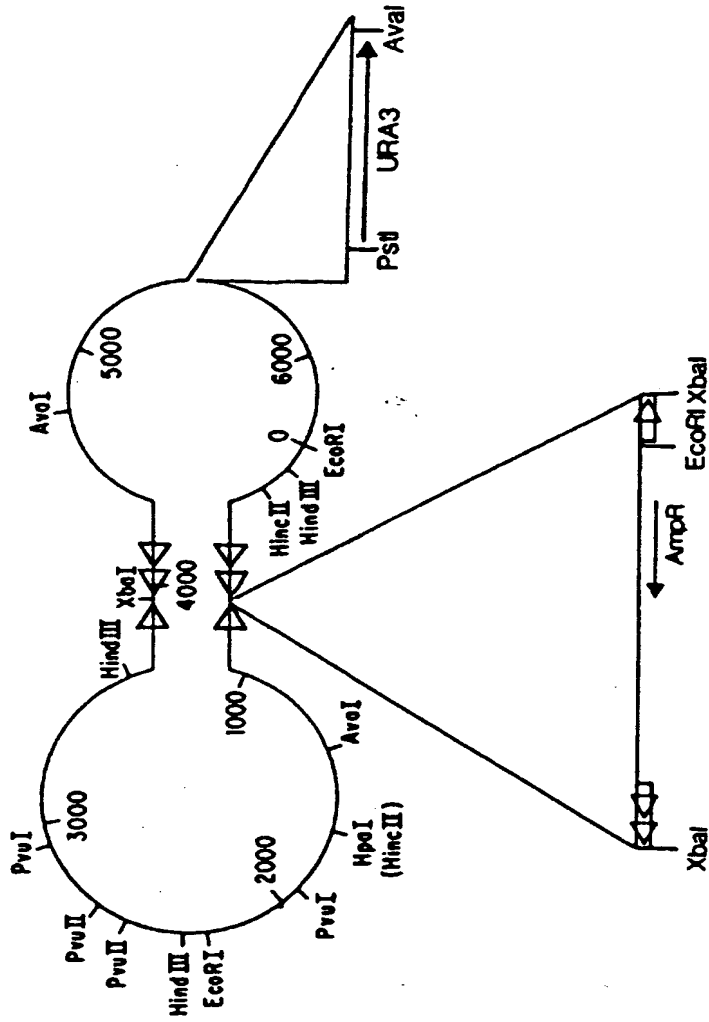 PvuI
3000
PvuII
PvuII
HindIII
EcoRI
2000
PvuI
HpaI
(HincII)
AvaI
1000
HindIII
XbaI
4000
HincII
HindIII
EcoRI
0
AvaI
5000
6000
PstI
URA3
AvaI
XbaI
AmpR
EcoRI XbaI